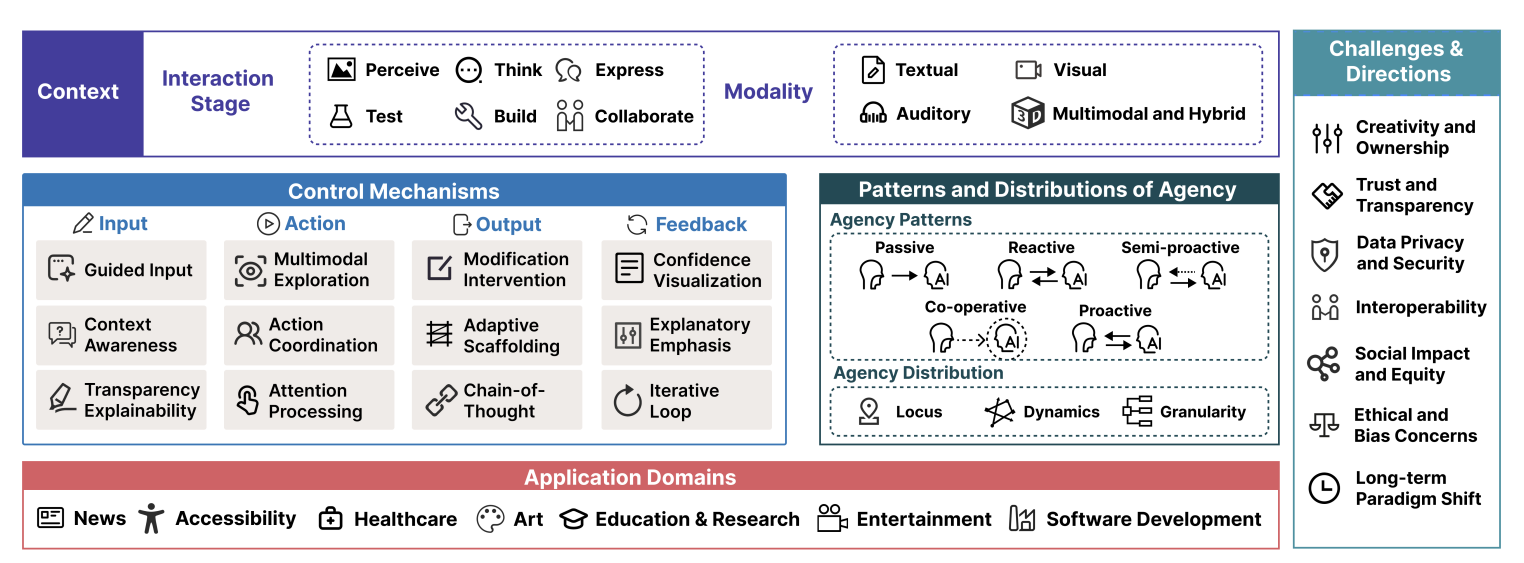 Context
Interaction
Stage
Perceive
Think
Express
Test
Build
Collaborate
Modality
Textual
Visual
Auditory
3D
Multimodal and Hybrid
Control Mechanisms
Input
Action
Output
Feedback
Guided Input
Multimodal
Exploration
Modification
Intervention
Confidence
Visualization
?
Context
Awareness
Action
Coordination
Adaptive
Scaffolding
Explanatory
Emphasis
Transparency
Explainability
Attention
Processing
Chain-of-
Thought
Iterative
Loop
Patterns and Distributions of Agency
Agency Patterns
Passive
Reactive
Semi-proactive
AI
AI
AI
Co-operative
Proactive
AI
AI
Agency Distribution
Locus
Dynamics
Granularity
Application Domains
News
Accessibility
Healthcare
Art
Education & Research
Entertainment
Software Development
Challenges &
Directions
Creativity and
Ownership
Trust and
Transparency
Data Privacy
and Security
Interoperability
Social Impact
and Equity
Ethical and
Bias Concerns
Long-term
Paradigm Shift